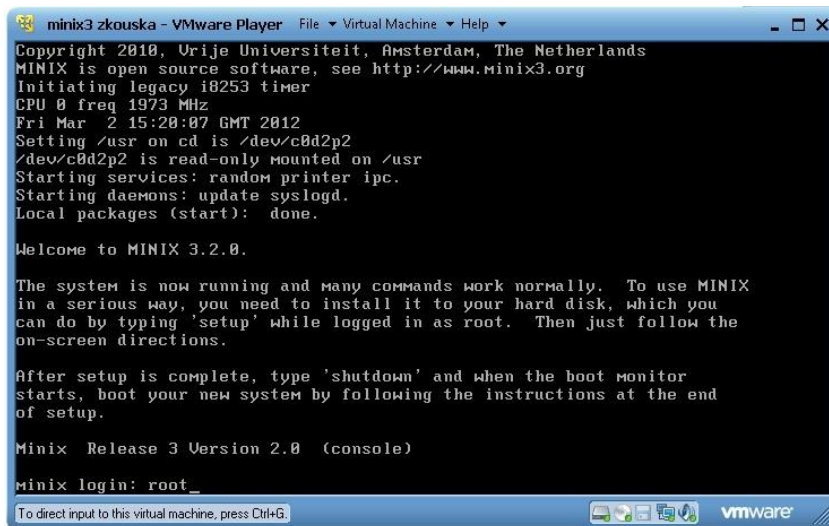 minix3 zkouska - VMware Player File Virtual Machine Help
Copyright 2010, Vrije Universiteit, Amsterdam, The Netherlands
MINIX is open source software, see http://www.minix3.org
Initiating legacy i8253 timer
CPU 0 freq 1973 MHz
Fri Mar  2 15:20:07 GMT 2012
Setting /usr on cd is /dev/c0d2p2
/dev/c0d2p2 is read-only mounted on /usr
Starting services: random printer ipc.
Starting daemons: update syslogd.
Local packages (start):  done.
Welcome to MINIX 3.2.0.
The system is now running and many commands work normally.  To use MINIX
in a serious way, you need to install it to your hard disk, which you
can do by typing 'setup' while logged in as root.  Then just follow the
on-screen directions.
After setup is complete, type 'shutdown' and when the boot monitor
starts, boot your new system by following the instructions at the end
of setup.
Minix  Release 3 Version 2.0  (console)
minix login: root_
To direct input to this virtual machine, press Ctrl+G.
vmware